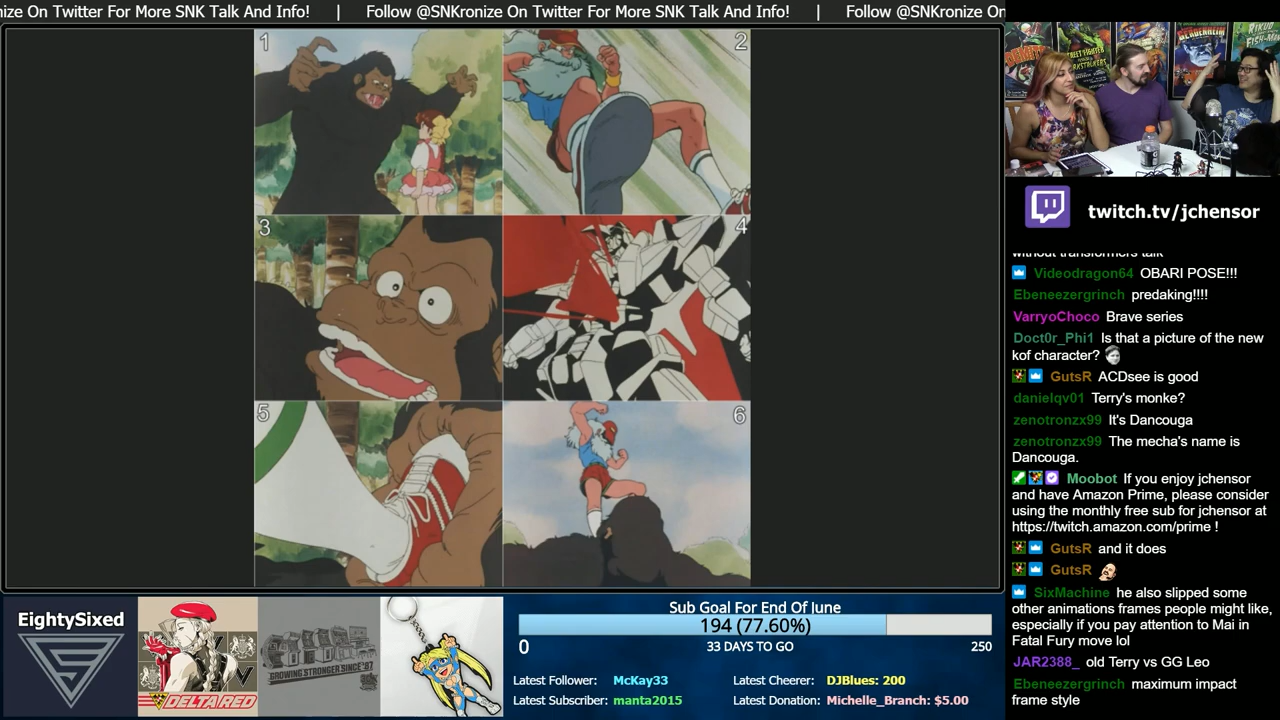 nize On Twitter For More SNK Talk And Info! | Follow @SNKronize On Twitter For More SNK Talk And Info! | Follow @SNKronize On
1
2
3
4
5
6
twitch.tv/jchensor
without transformers talk
Videodragon64 OBARI POSE!!!
Ebeneezergrinch predaking!!!!
VarryoChoco Brave series
Doct0r_Phi1 Is that a picture of the new
kof character?
GutsR ACDsee is good
danielqv01 Terry's monke?
zenotronzx99 It's Dancouga
zenotronzx99 The mecha's name is
Dancouga.
Moobot If you enjoy jchensor
and have Amazon Prime, please consider
using the monthly free sub for jchensor at
https://twitch.amazon.com/prime !
GutsR and it does
GutsR
SixMachine he also slipped some
other animations frames people might like,
especially if you pay attention to Mai in
Fatal Fury move lol
JAR2388_ old Terry vs GG Leo
Ebeneezergrinch maximum impact
frame style
EightySixed
DELTA RED
GROWING STRONGER SINCE '87
Sub Goal For End Of June
194 (77.60%)
0
33 DAYS TO GO
250
Latest Follower: McKay33
Latest Cheerer: DJBlues: 200
Latest Subscriber: manta2015
Latest Donation: Michelle_Branch: $5.00